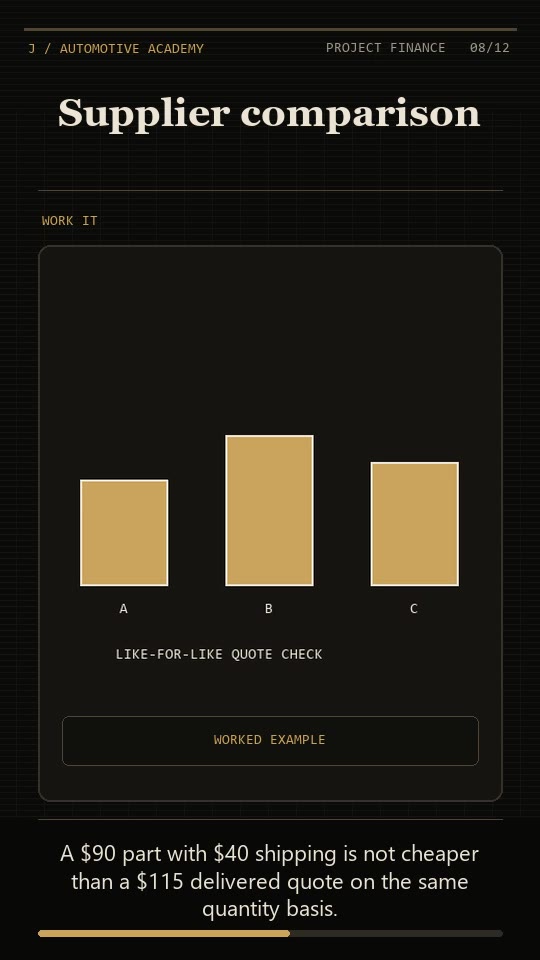 J / AUTOMOTIVE ACADEMY
PROJECT FINANCE 08/12
Supplier comparison
WORK IT
A B C
LIKE-FOR-LIKE QUOTE CHECK
WORKED EXAMPLE
A $90 part with $40 shipping is not cheaper
than a $115 delivered quote on the same
quantity basis.